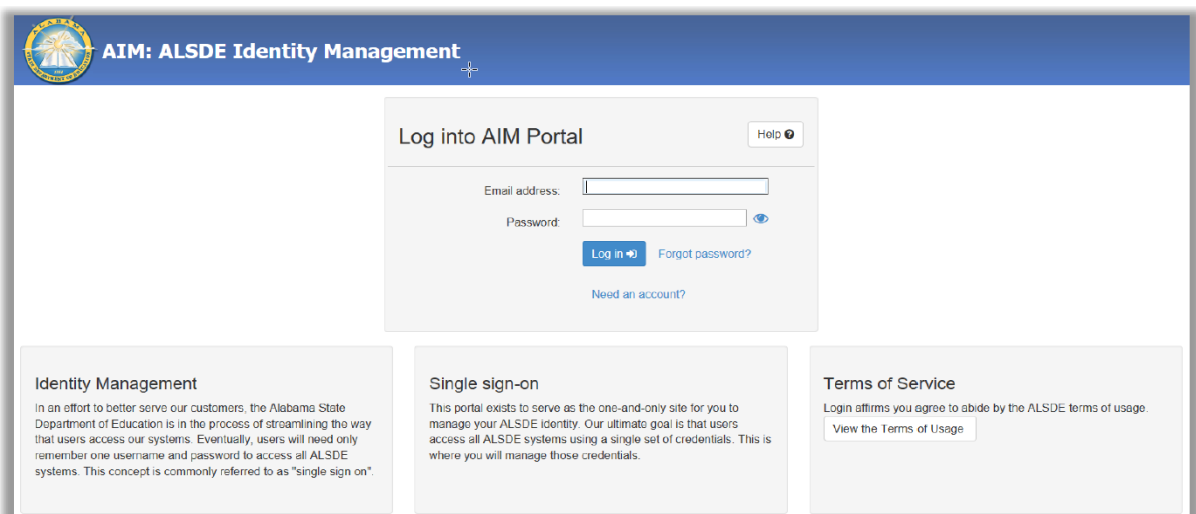 ALABAMA
AIM: ALSDE Identity Management
Log into AIM Portal
Help
Email address:
Password:
Log in
Forgot password?
Need an account?
Identity Management
In an effort to better serve our customers, the Alabama State
Department of Education is in the process of streamlining the way
that users access our systems. Eventually, users will need only
remember one username and password to access all ALSDE
systems. This concept is commonly referred to as "single sign on".
Single sign-on
This portal exists to serve as the one-and-only site for you to
manage your ALSDE identity. Our ultimate goal is that users
access all ALSDE systems using a single set of credentials. This is
where you will manage those credentials.
Terms of Service
Login affirms you agree to abide by the ALSDE terms of usage.
View the Terms of Usage